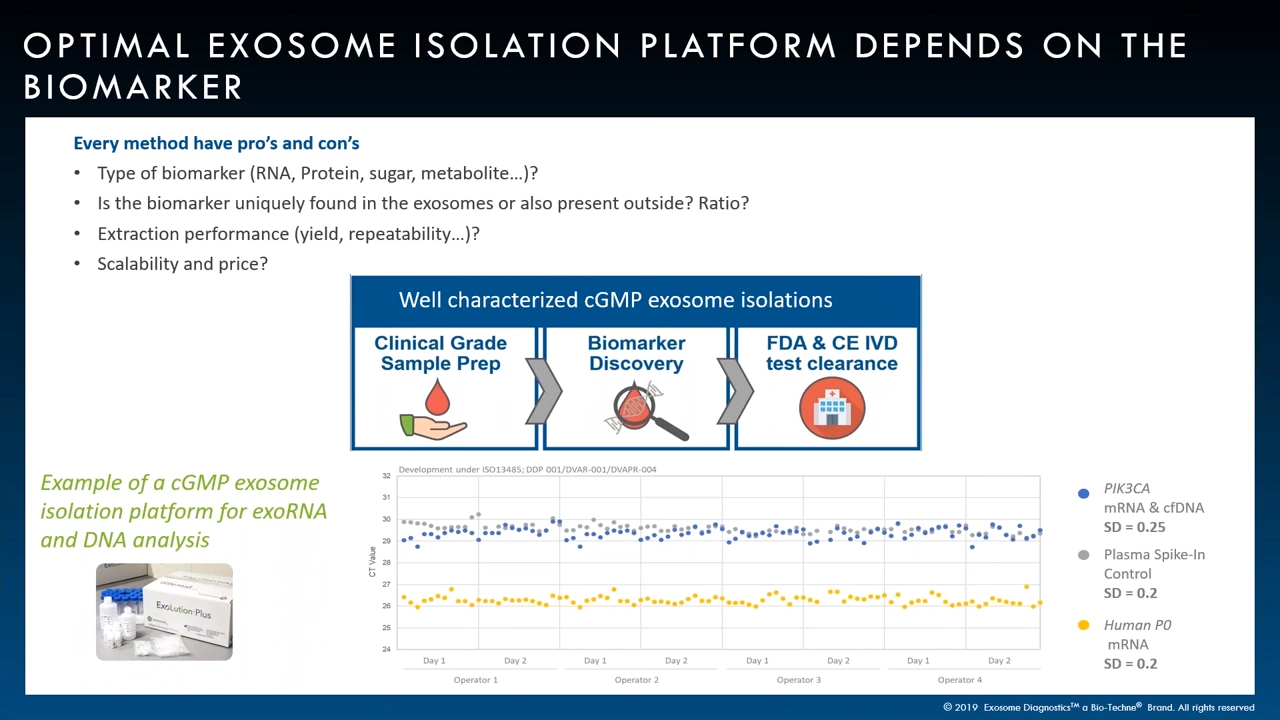 OPTIMAL EXOSOME ISOLATION PLATFORM DEPENDS ON THE
BIOMARKER
Every method have pro's and con's
• Type of biomarker (RNA, Protein, sugar, metabolite…)?
• Is the biomarker uniquely found in the exosomes or also present outside? Ratio?
• Extraction performance (yield, repeatability…)?
• Scalability and price?
Well characterized cGMP exosome isolations
Clinical Grade
Sample Prep
Biomarker
Discovery
FDA & CE IVD
test clearance
Example of a cGMP exosome
isolation platform for exoRNA
and DNA analysis
ExoLution Plus
Development under ISO13485; DDP 001/DVAR-001/DVAPR-004
CT Value
32
31
30
29
28
27
26
25
24
Day 1 Day 2 Day 1 Day 2 Day 1 Day 2 Day 1 Day 2
Operator 1 Operator 2 Operator 3 Operator 4
PIK3CA
mRNA & cfDNA
SD = 0.25
Plasma Spike-In
Control
SD = 0.2
Human P0
mRNA
SD = 0.2
© 2019 Exosome Diagnostics™ a Bio-Techne® Brand. All rights reserved